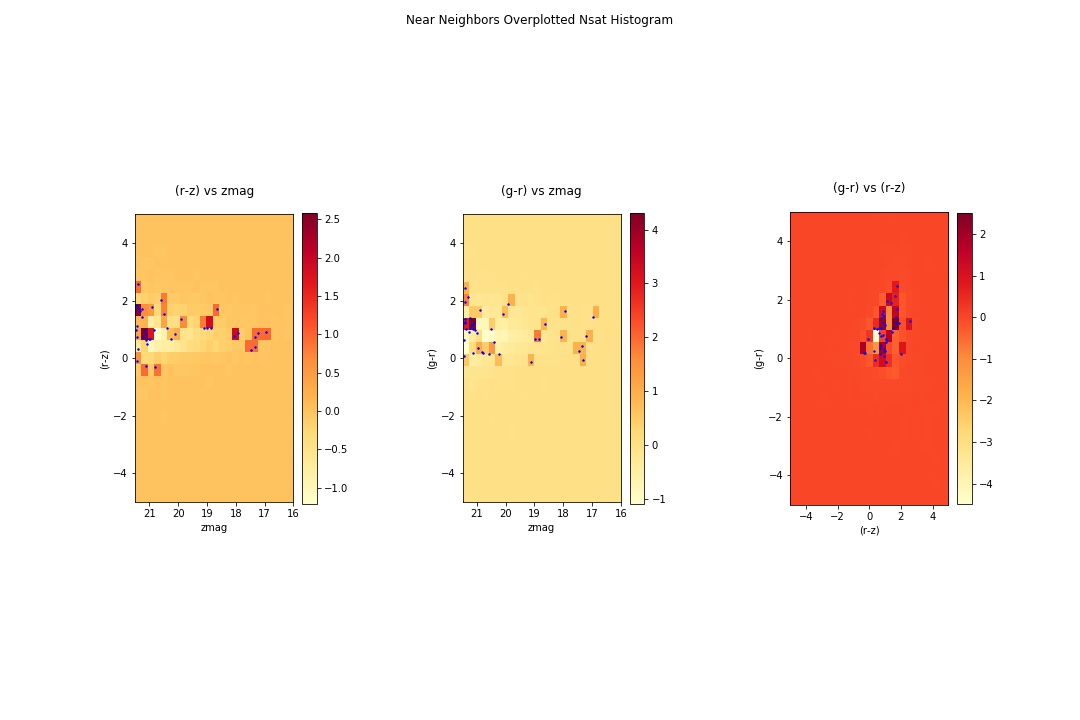 Near Neighbors Overplotted Nsat Histogram
(r-z) vs zmag
(r-z)
4
2
0
−2
−4
21 20 19 18 17 16
zmag
2.5
2.0
1.5
1.0
0.5
0.0
−0.5
−1.0
(g-r) vs zmag
(g-r)
4
2
0
−2
−4
21 20 19 18 17 16
zmag
4
3
2
1
0
−1
(g-r) vs (r-z)
(g-r)
4
2
0
−2
−4
−4 −2 0 2 4
(r-z)
2
1
0
−1
−2
−3
−4